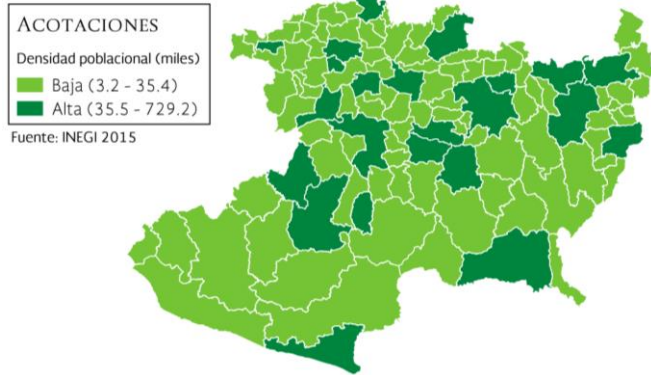 ACOTACIONES
Densidad poblacional (miles)
Baja (3.2 - 35.4)
Alta (35.5 - 729.2)
Fuente: INEGI 2015